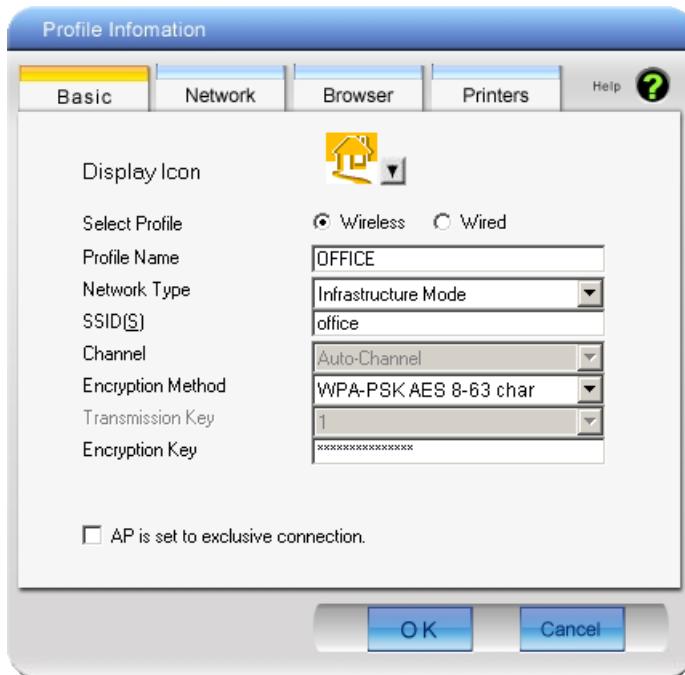 Profile Infomation
Basic Network Browser Printers Help ?
Display Icon
Select Profile Wireless Wired
Profile Name OFFICE
Network Type Infrastructure Mode
SSID(S) office
Channel Auto-Channel
Encryption Method WPA-PSK AES 8-63 char
Transmission Key 1
Encryption Key ***************
AP is set to exclusive connection.
OK Cancel